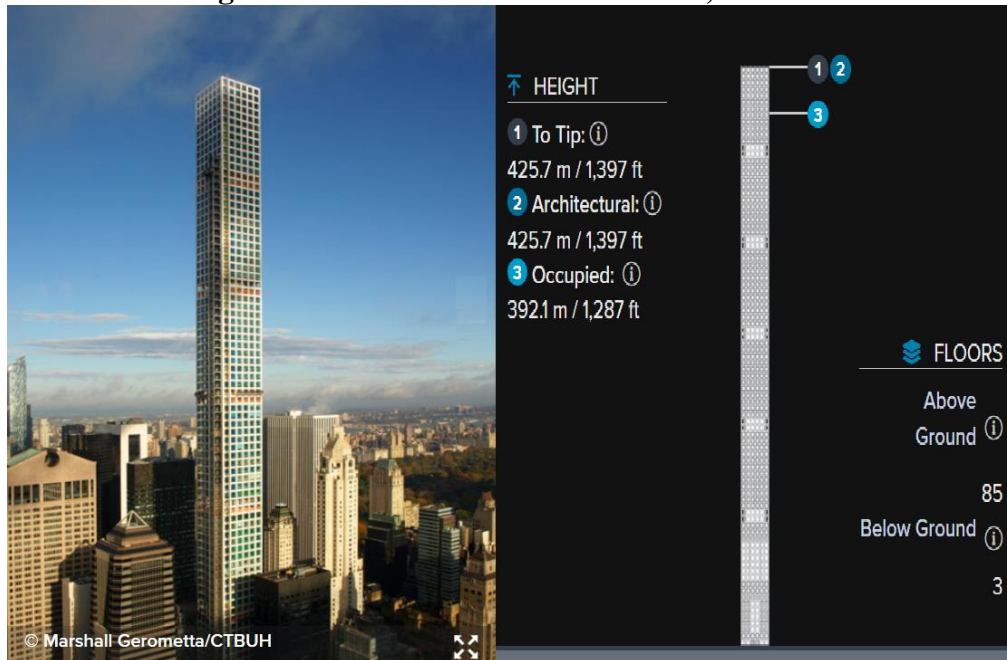 HEIGHT
1 To Tip: i
425.7 m / 1,397 ft
2 Architectural: i
425.7 m / 1,397 ft
3 Occupied: i
392.1 m / 1,287 ft
1 2
3
FLOORS
Above
Ground i
85
Below Ground i
3
© Marshall Gerometta/CTBUH